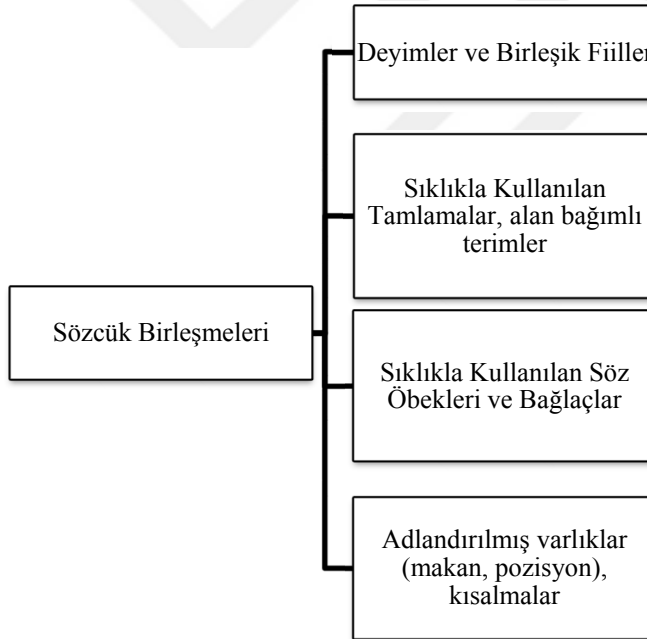 Deyimler ve Birleşik Fiiller
Sıklıkla Kullanılan
Tamlamalar, alan bağımlı
terimler
Sözcük Birleşmeleri
Sıklıkla Kullanılan Söz
Öbekleri ve Bağlaçlar
Adlandırılmış varlıklar
(makan, pozisyon),
kısalmalar